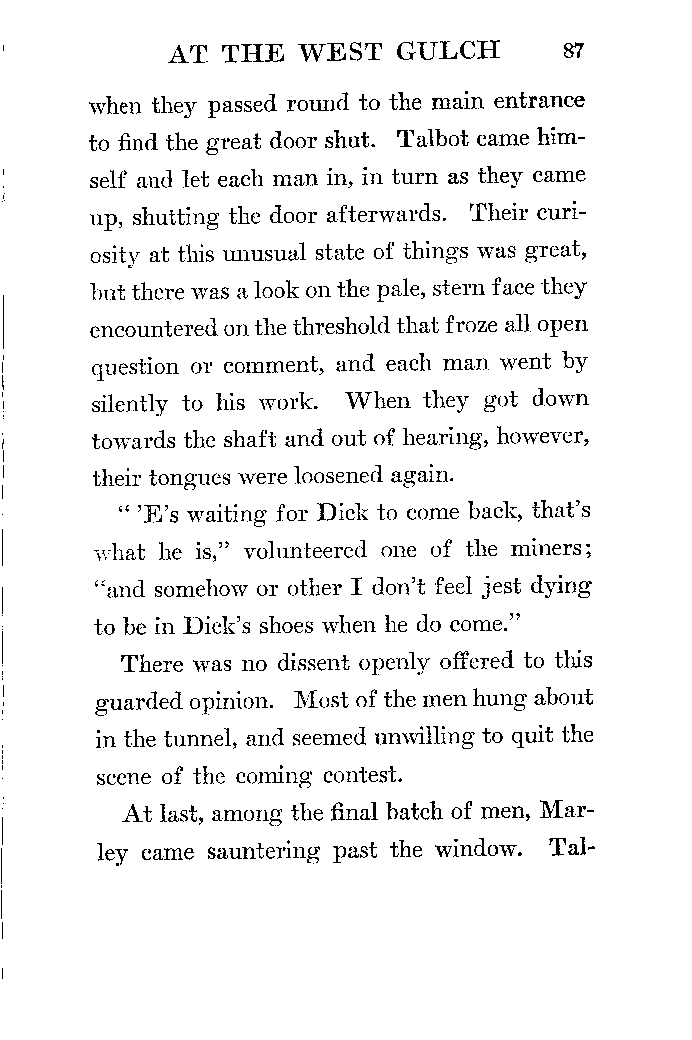 AT THE WEST GULCH 87
when they passed round to the main entrance
to find the great door shut. Talbot came him-
self and let each man in, in turn as they came
up, shutting the door afterwards. Their curi-
osity at this unusual state of things was great,
but there was a look on the pale, stern face they
encountered on the threshold that froze all open
question or comment, and each man went by
silently to his work. When they got down
towards the shaft and out of hearing, however,
their tongues were loosened again.
“ ’E’s waiting for Dick to come back, that’s
what he is,” volunteered one of the miners;
“and somehow or other I don’t feel jest dying
to be in Dick’s shoes when he do come.”
There was no dissent openly offered to this
guarded opinion. Most of the men hung about
in the tunnel, and seemed unwilling to quit the
scene of the coming contest.
At last, among the final batch of men, Mar-
ley came sauntering past the window. Tal-